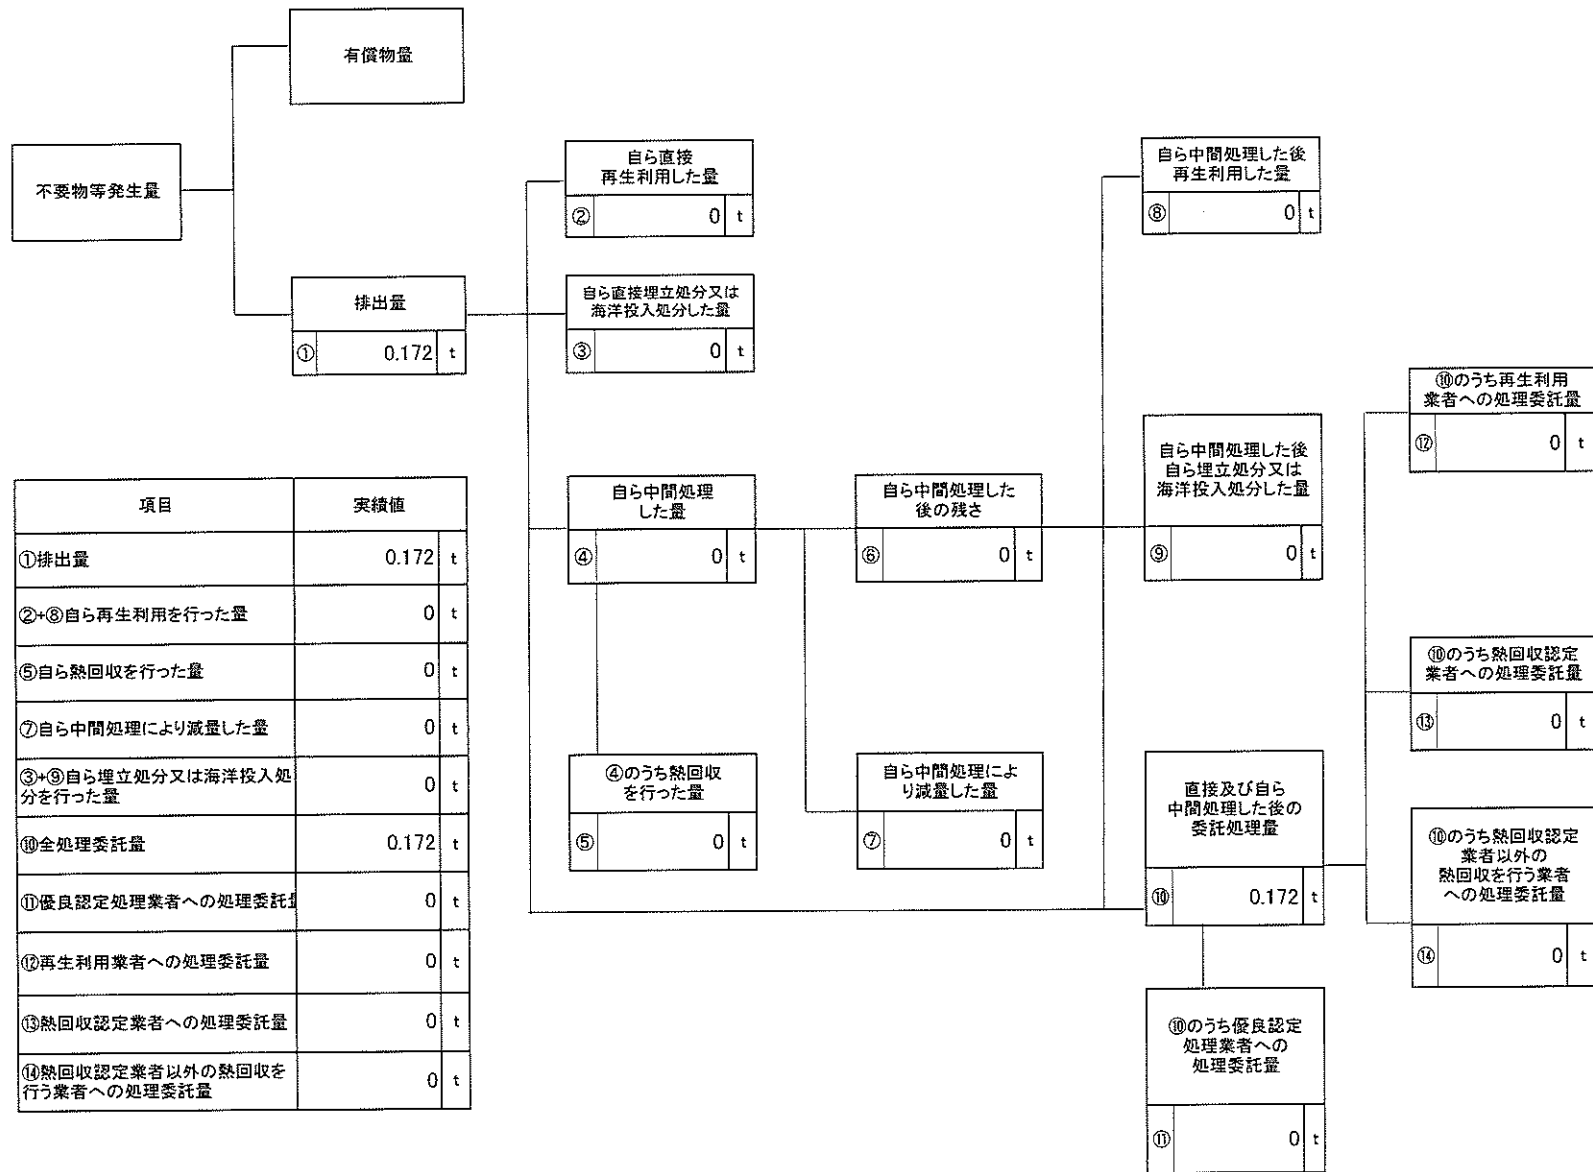 有償物量
不要物等発生量
排出量
① 0.172 t
自ら直接
再生利用した量
② 0 t
自ら直接埋立処分又は
海洋投入処分した量
③ 0 t
自ら中間処理
した量
④ 0 t
④のうち熱回収
を行った量
⑤ 0 t
自ら中間処理した
後の残さ
⑥ 0 t
自ら中間処理によ
り減量した量
⑦ 0 t
自ら中間処理した後
再生利用した量
⑧ 0 t
自ら中間処理した後
自ら埋立処分又は
海洋投入処分した量
⑨ 0 t
直接及び自ら
中間処理した後の
委託処理量
⑩ 0.172 t
⑩のうち優良認定
処理業者への
処理委託量
⑪ 0 t
⑩のうち再生利用
業者への処理委託量
⑫ 0 t
⑩のうち熱回収認定
業者への処理委託量
⑬ 0 t
⑩のうち熱回収認定
業者以外の
熱回収を行う業者
への処理委託量
⑭ 0 t
項目 実績値
①排出量 0.172 t
②+⑧自ら再生利用を行った量 0 t
⑤自ら熱回収を行った量 0 t
⑦自ら中間処理により減量した量 0 t
③+⑨自ら埋立処分又は海洋投入処
分を行った量 0 t
⑩全処理委託量 0.172 t
⑪優良認定処理業者への処理委託 0 t
⑫再生利用業者への処理委託量 0 t
⑬熱回収認定業者への処理委託量 0 t
⑭熱回収認定業者以外の熱回収を
行う業者への処理委託量 0 t